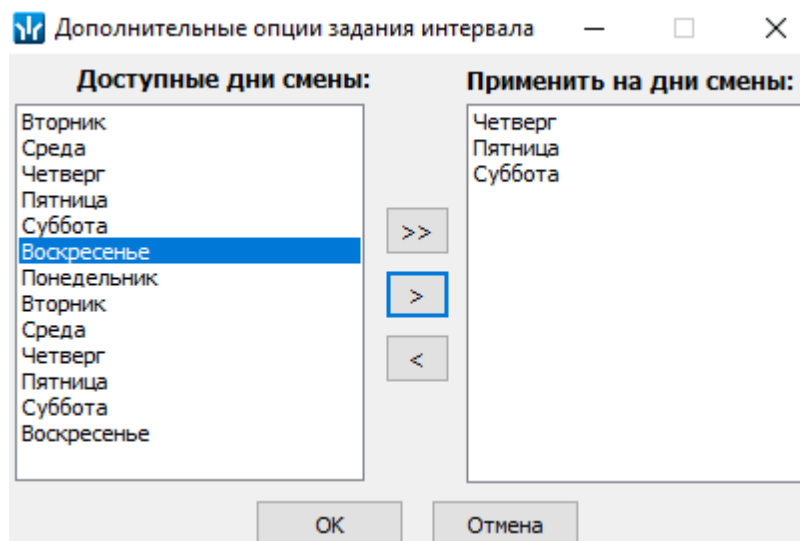 Дополнительные опции задания интервала
Доступные дни смены:
Вторник
Среда
Четверг
Пятница
Суббота
Воскресенье
Понедельник
Вторник
Среда
Четверг
Пятница
Суббота
Воскресенье
>>
>
<
Применить на дни смены:
Четверг
Пятница
Суббота
OK
Отмена